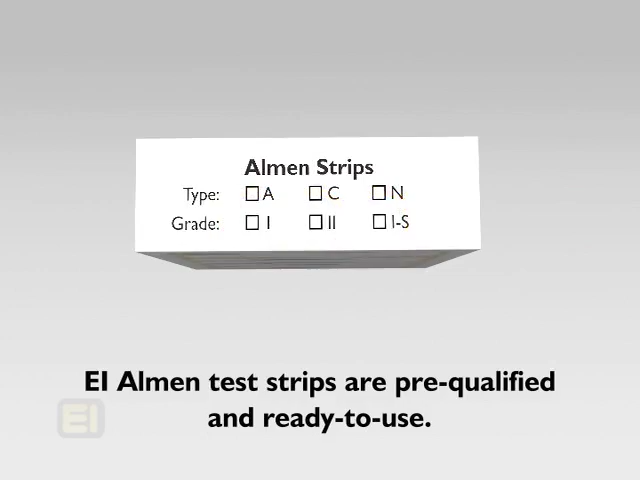 Almen Strips
Type: ☐ A ☐ C ☐ N
Grade: ☐ I ☐ II ☐ I-S
EI Almen test strips are pre-qualified
and ready-to-use.
EI